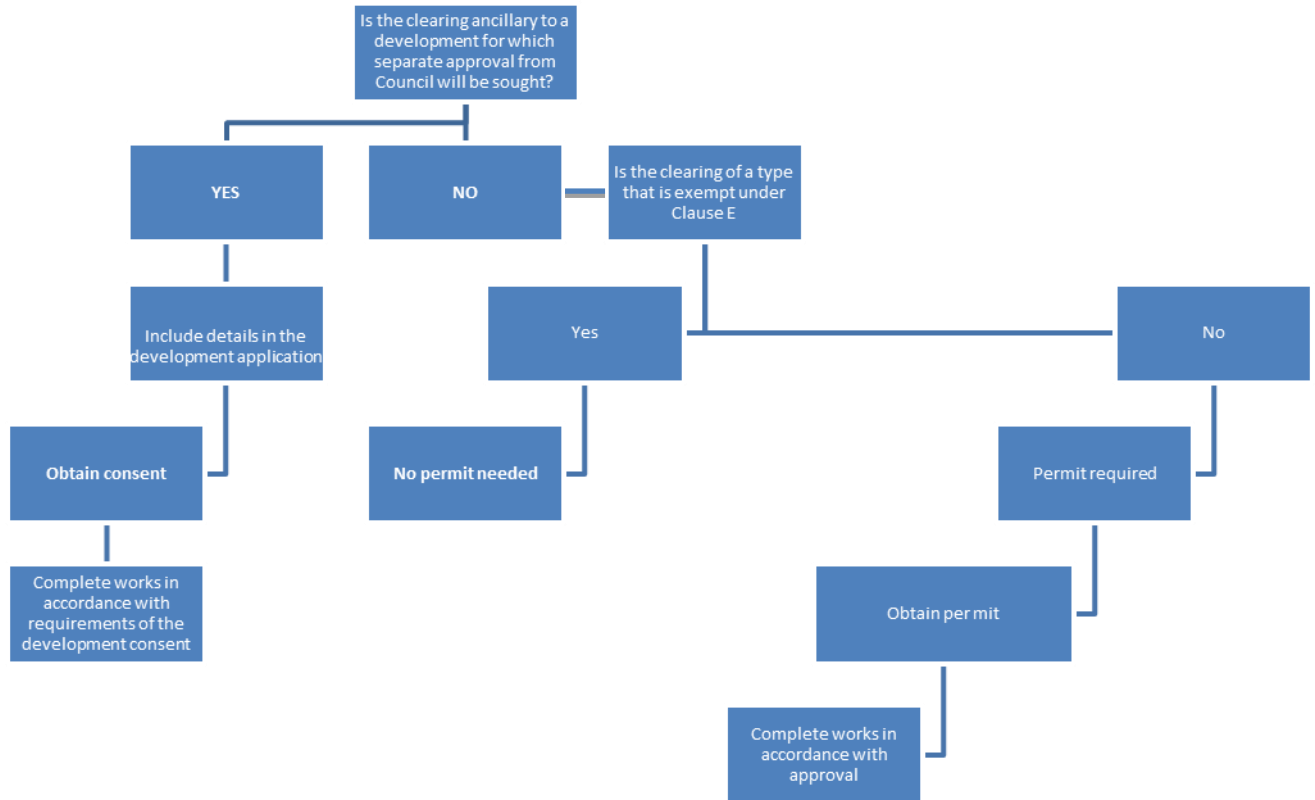 Is the clearing ancillary to a
development for which
separate approval from
Council will be sought?
YES
NO
Is the clearing of a type
that is exempt under
Clause E
Include details in the
development application
Yes
No
Obtain consent
No permit needed
Permit required
Complete works in
accordance with
requirements of the
development consent
Obtain permit
Complete works in
accordance with
approval